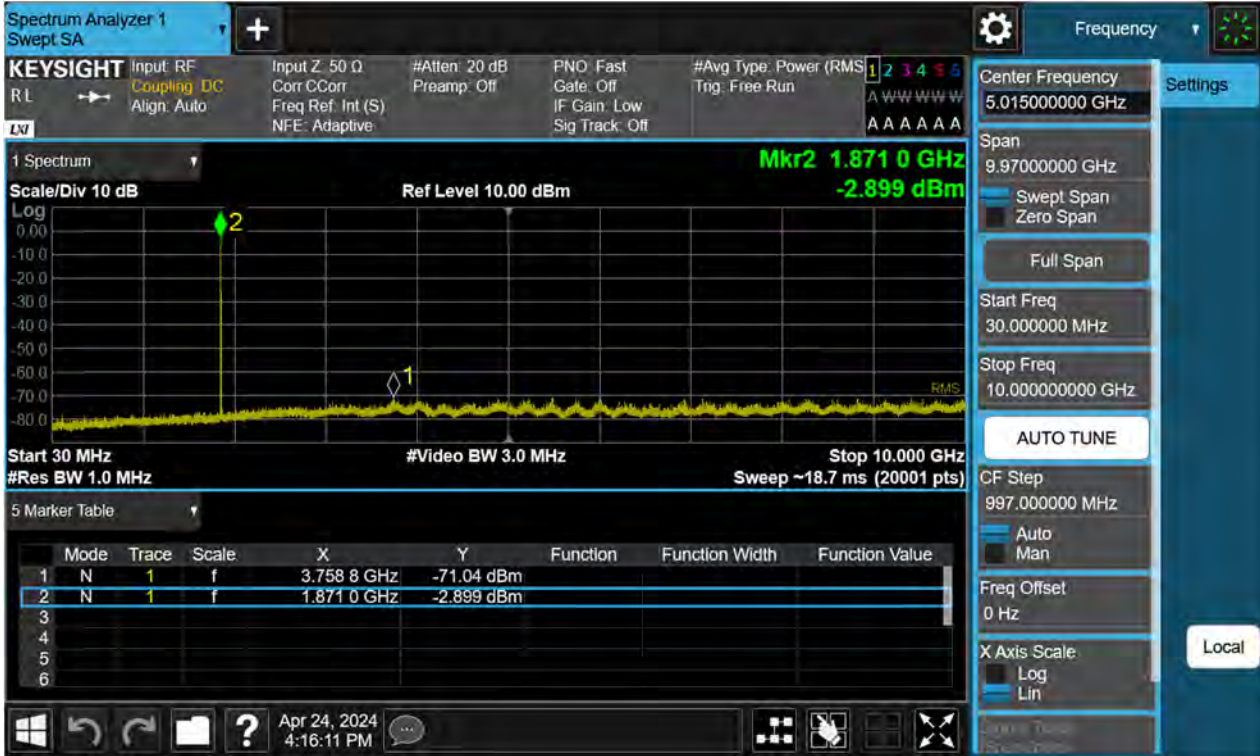 Spectrum Analyzer 1
Swept SA
+
Frequency
KEYSIGHT
RL
LXI
Input: RF
Coupling: DC
Align: Auto
Input Z: 50 Ω
Corr CCorr
Freq Ref: Int (S)
NFE: Adaptive
#Atten: 20 dB
Preamp: Off
PNO: Fast
Gate: Off
IF Gain: Low
Sig Track: Off
#Avg Type: Power (RMS
Trig: Free Run
1 2 3 4 5 6
A W W W W W
A A A A A A
1 Spectrum
Scale/Div 10 dB
Ref Level 10.00 dBm
Mkr2 1.871 0 GHz
-2.899 dBm
Log
0.00
-10.0
-20.0
-30.0
-40.0
-50.0
-60.0
-70.0
-80.0
2
1
RMS
Start 30 MHz
#Video BW 3.0 MHz
Stop 10.000 GHz
#Res BW 1.0 MHz
Sweep ~18.7 ms (20001 pts)
5 Marker Table
Mode Trace Scale X Y Function Function Width Function Value
1 N 1 f 3.758 8 GHz -71.04 dBm
2 N 1 f 1.871 0 GHz -2.899 dBm
3
4
5
6
?
Apr 24, 2024
4:16:11 PM
Center Frequency
5.015000000 GHz
Span
9.97000000 GHz
Swept Span
Zero Span
Full Span
Start Freq
30.000000 MHz
Stop Freq
10.000000000 GHz
AUTO TUNE
CF Step
997.000000 MHz
Auto
Man
Freq Offset
0 Hz
X Axis Scale
Log
Lin
Settings
Local